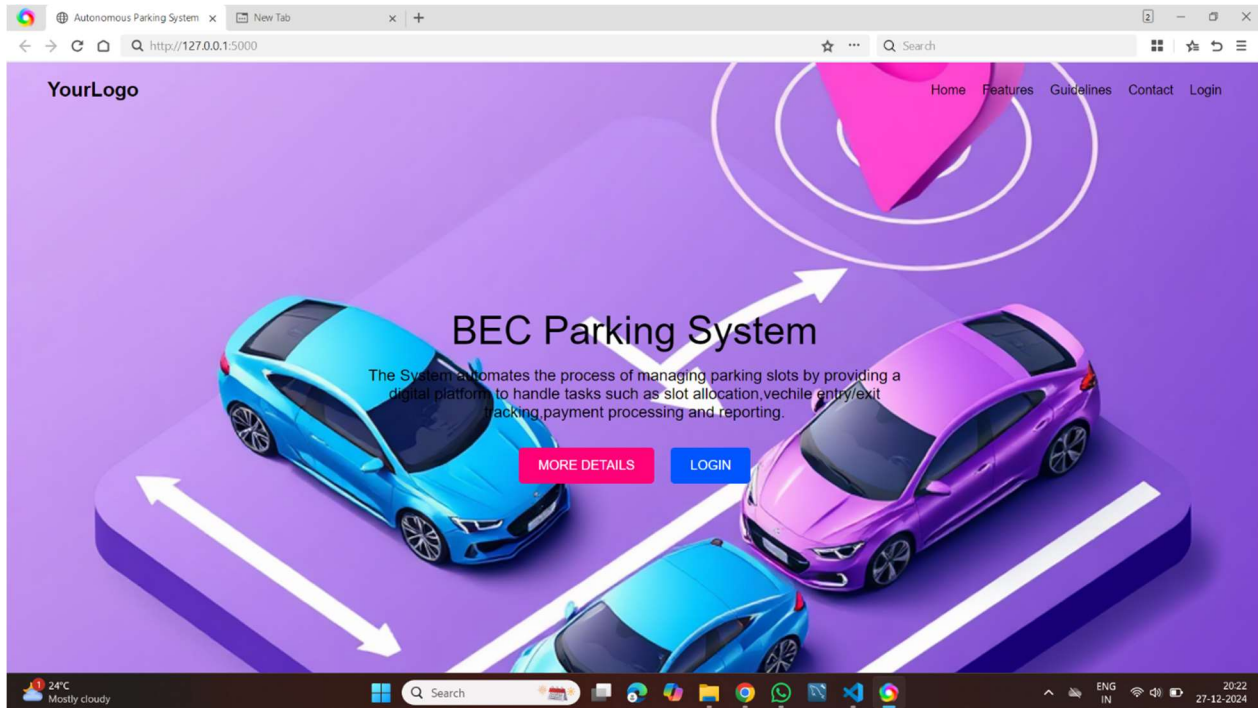 Autonomous Parking System
New Tab
2
http://127.0.0.1:5000
Search
YourLogo
Home Features Guidelines Contact Login
BEC Parking System
The System automates the process of managing parking slots by providing a
digital platform to handle tasks such as slot allocation,vechile entry/exit
tracking,payment processing and reporting.
MORE DETAILS LOGIN
1
24°C
Mostly cloudy
Search
ENG
IN
20:22
27-12-2024